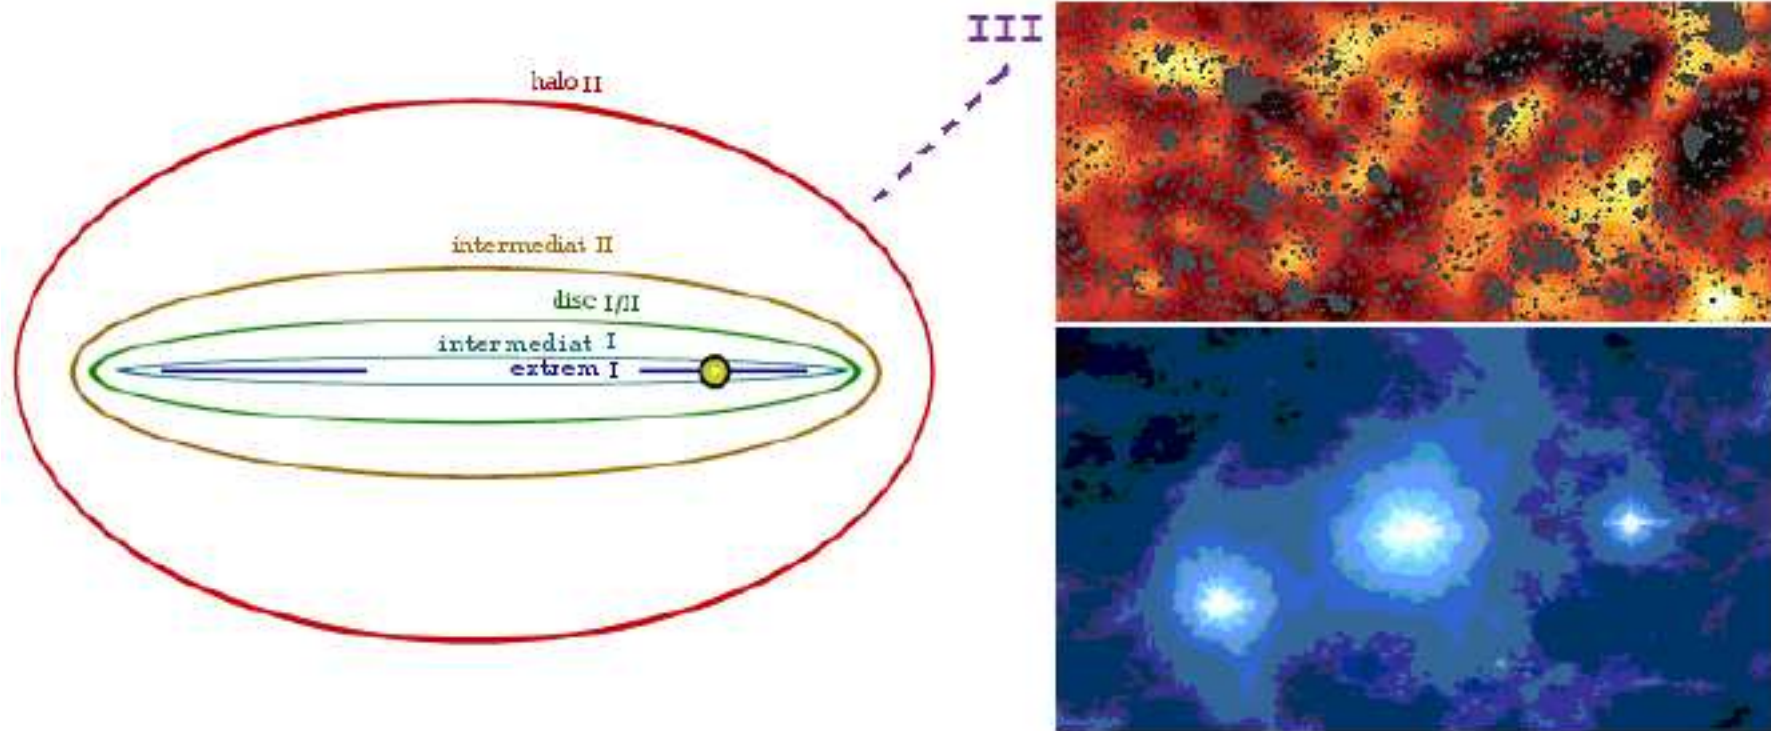 III
halo II
intermediat II
disc I/II
intermediat I
extrem I